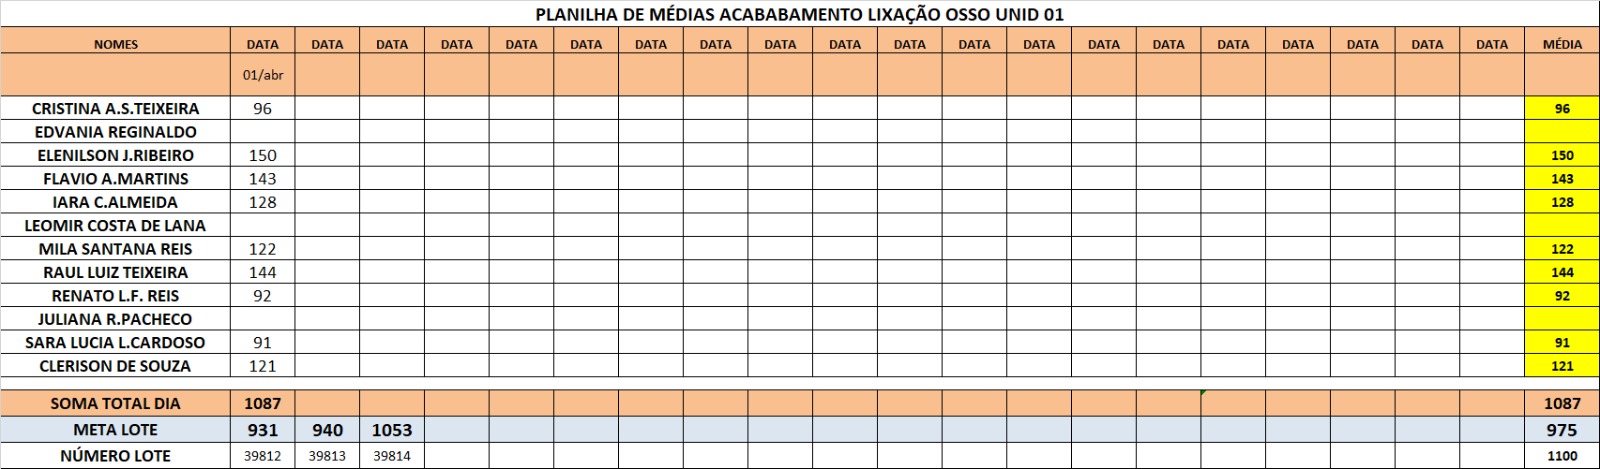 PLANILHA DE MÉDIAS ACABABAMENTO LIXAÇÃO OSSO UNID 01
NOMES DATA DATA DATA DATA DATA DATA DATA DATA DATA DATA DATA DATA DATA DATA DATA DATA DATA DATA DATA DATA MÉDIA
01/abr
CRISTINA A.S.TEIXEIRA 96 96
EDVANIA REGINALDO
ELENILSON J.RIBEIRO 150 150
FLAVIO A.MARTINS 143 143
IARA C.ALMEIDA 128 128
LEOMIR COSTA DE LANA
MILA SANTANA REIS 122 122
RAUL LUIZ TEIXEIRA 144 144
RENATO L.F. REIS 92 92
JULIANA R.PACHECO
SARA LUCIA L.CARDOSO 91 91
CLERISON DE SOUZA 121 121
SOMA TOTAL DIA 1087 1087
META LOTE 931 940 1053 975
NÚMERO LOTE 39812 39813 39814 1100